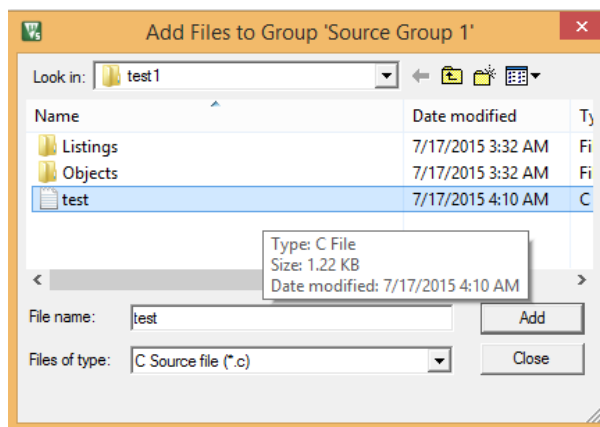 Add Files to Group 'Source Group 1'
Look in: test1
Name Date modified Ty
Listings 7/17/2015 3:32 AM Fi
Objects 7/17/2015 3:32 AM Fi
test 7/17/2015 4:10 AM C
Type: C File
Size: 1.22 KB
Date modified: 7/17/2015 4:10 AM
File name: test Add
Files of type: C Source file (*.c) Close